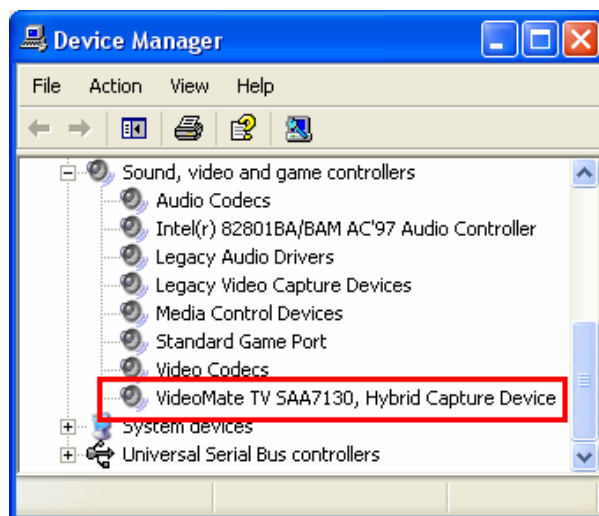 Device Manager
File Action View Help
Sound, video and game controllers
Audio Codecs
Intel(r) 82801BA/BAM AC'97 Audio Controller
Legacy Audio Drivers
Legacy Video Capture Devices
Media Control Devices
Standard Game Port
Video Codecs
VideoMate TV SAA7130, Hybrid Capture Device
System devices
Universal Serial Bus controllers